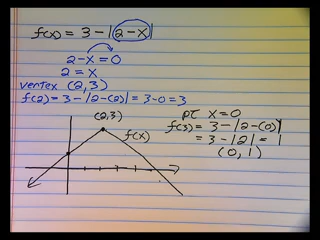 f(x) = 3 - |2-x|
2-x=0
2=x
vertex (2,3)
f(2)=3-|2-(2)|=3-0=3
pt x=0
f(3)=3-|2-(0)|
=3-|2|=1
(0,1)
(2,3)
f(x)